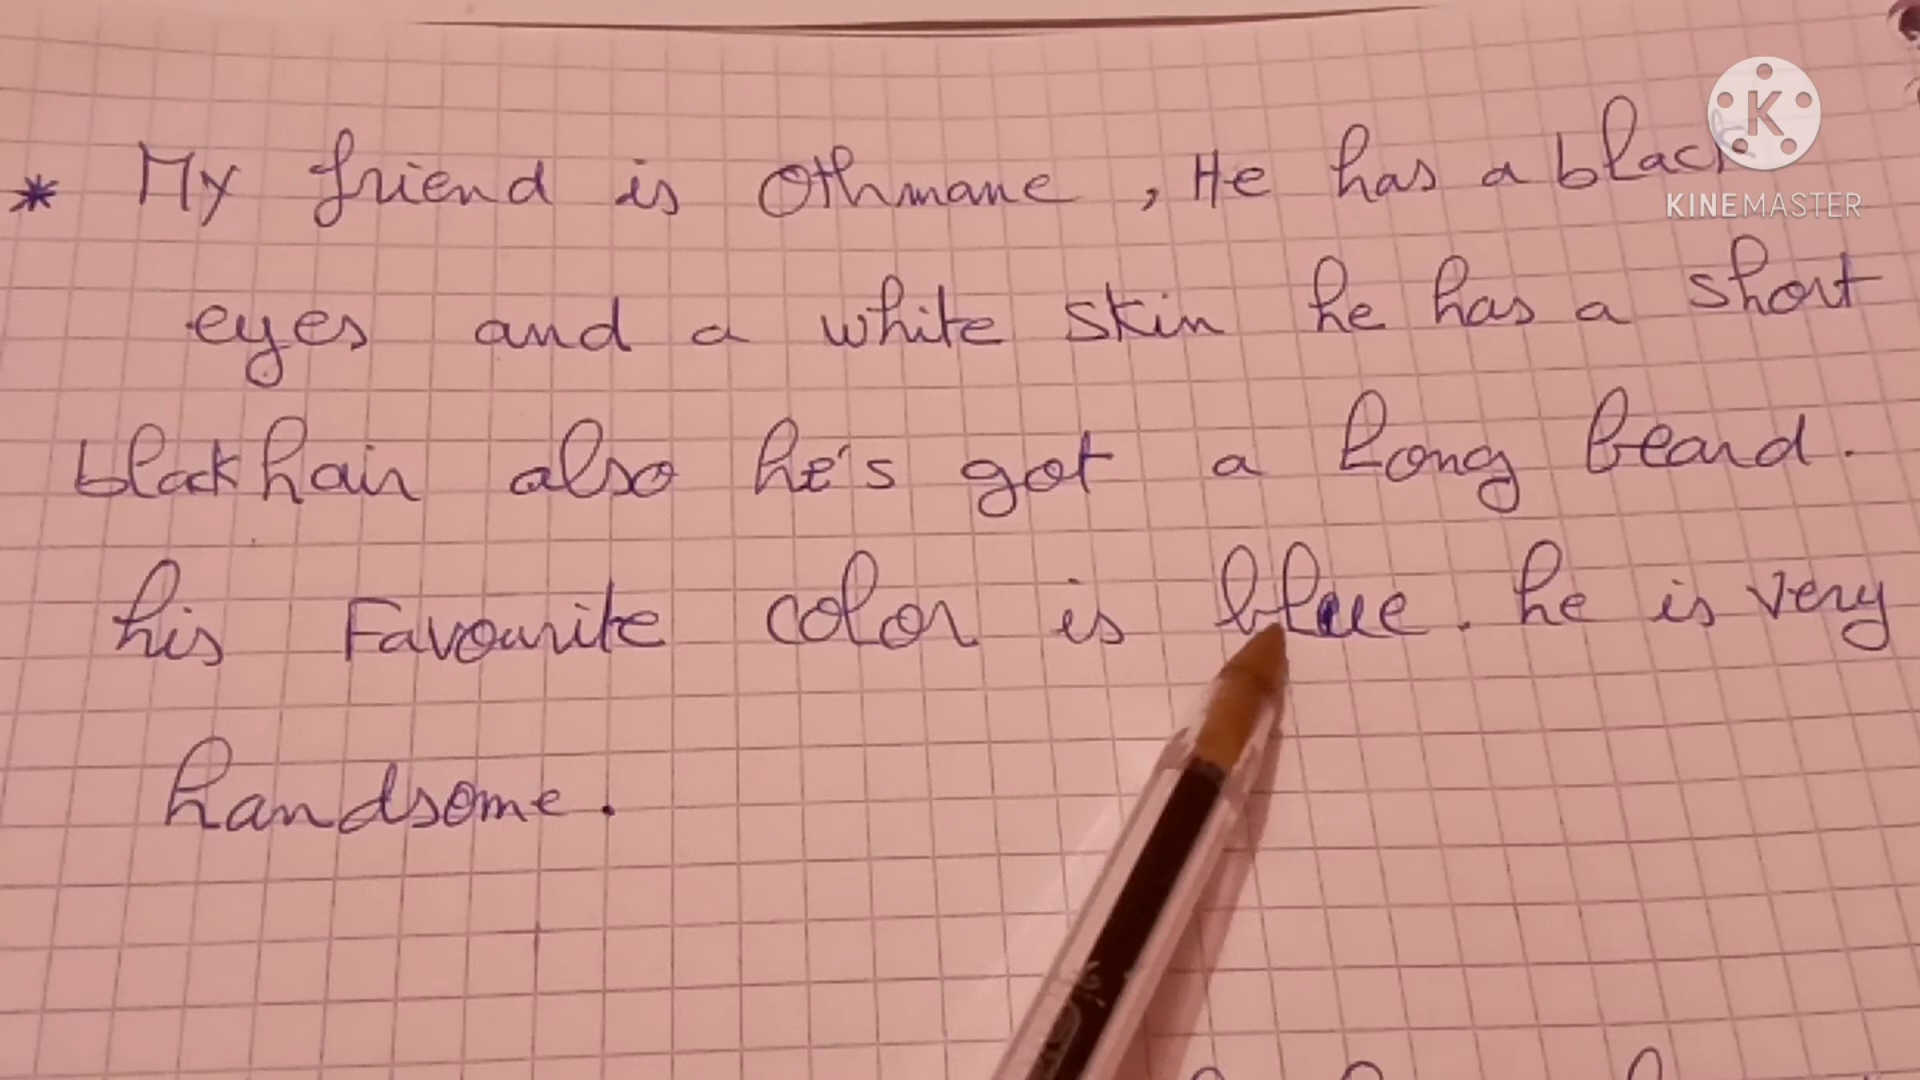 * My friend is Othmane, He has a black
eyes and a white skin he has a short
black hair also he's got a Long beard.
his Favourite color is blue. he is very
handsome.
K
KINEMASTER